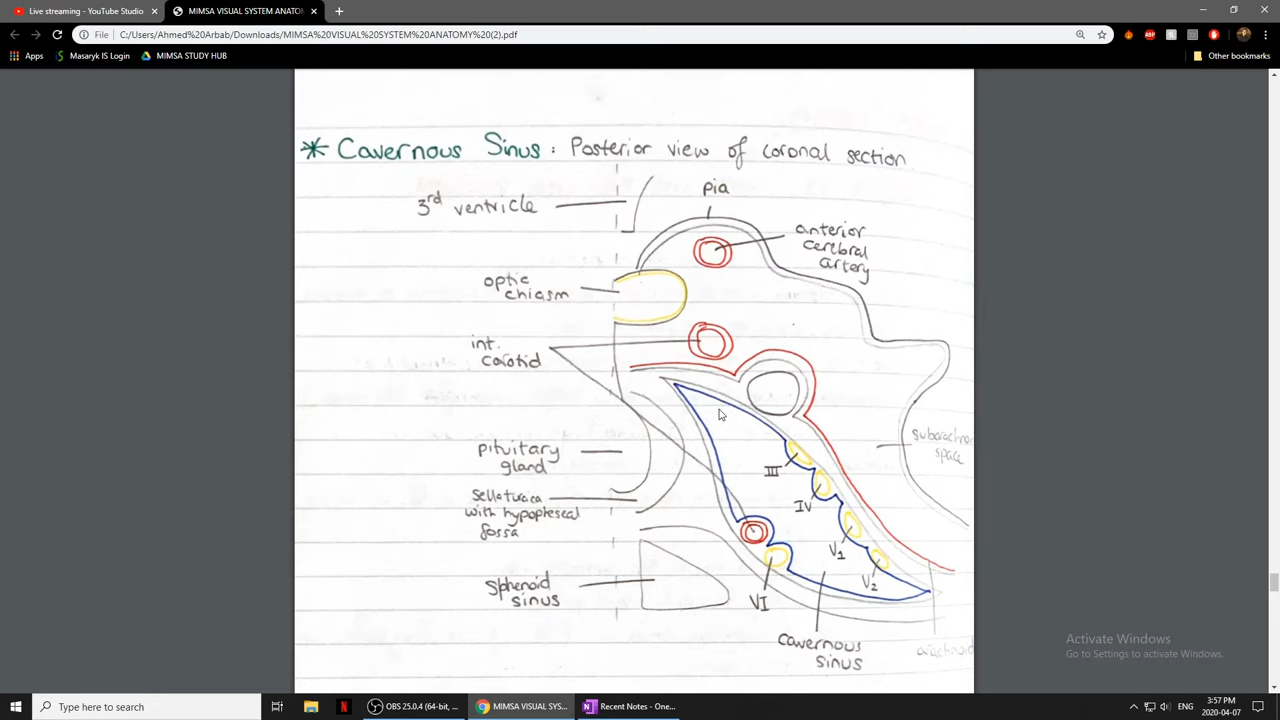 Live streaming - YouTube Studio
MIMSA VISUAL SYSTEM ANATO
File
C:/Users/Ahmed%20Arbab/Downloads/MIMSA%20VISUAL%20SYSTEM%20ANATOMY%20(2).pdf
ABP
Apps
Masaryk IS Login
MIMSA STUDY HUB
Other bookmarks
* Cavernous Sinus : Posterior view of coronal section
3rd ventricle
pia
anterior
cerebral
artery
optic
chiasm
int.
carotid
subarachnoi
space
pituitary
gland
III
IV
V1
V2
VI
Sella turcica
with hypopheseal
fossa
Sphenoid
sinus
cavernous
sinus
arachnoid
Activate Windows
Go to Settings to activate Windows.
Type here to search
OBS 25.0.4 (64-bit, ...
MIMSA VISUAL SYS...
Recent Notes - One...
ENG
3:57 PM
2020-04-07